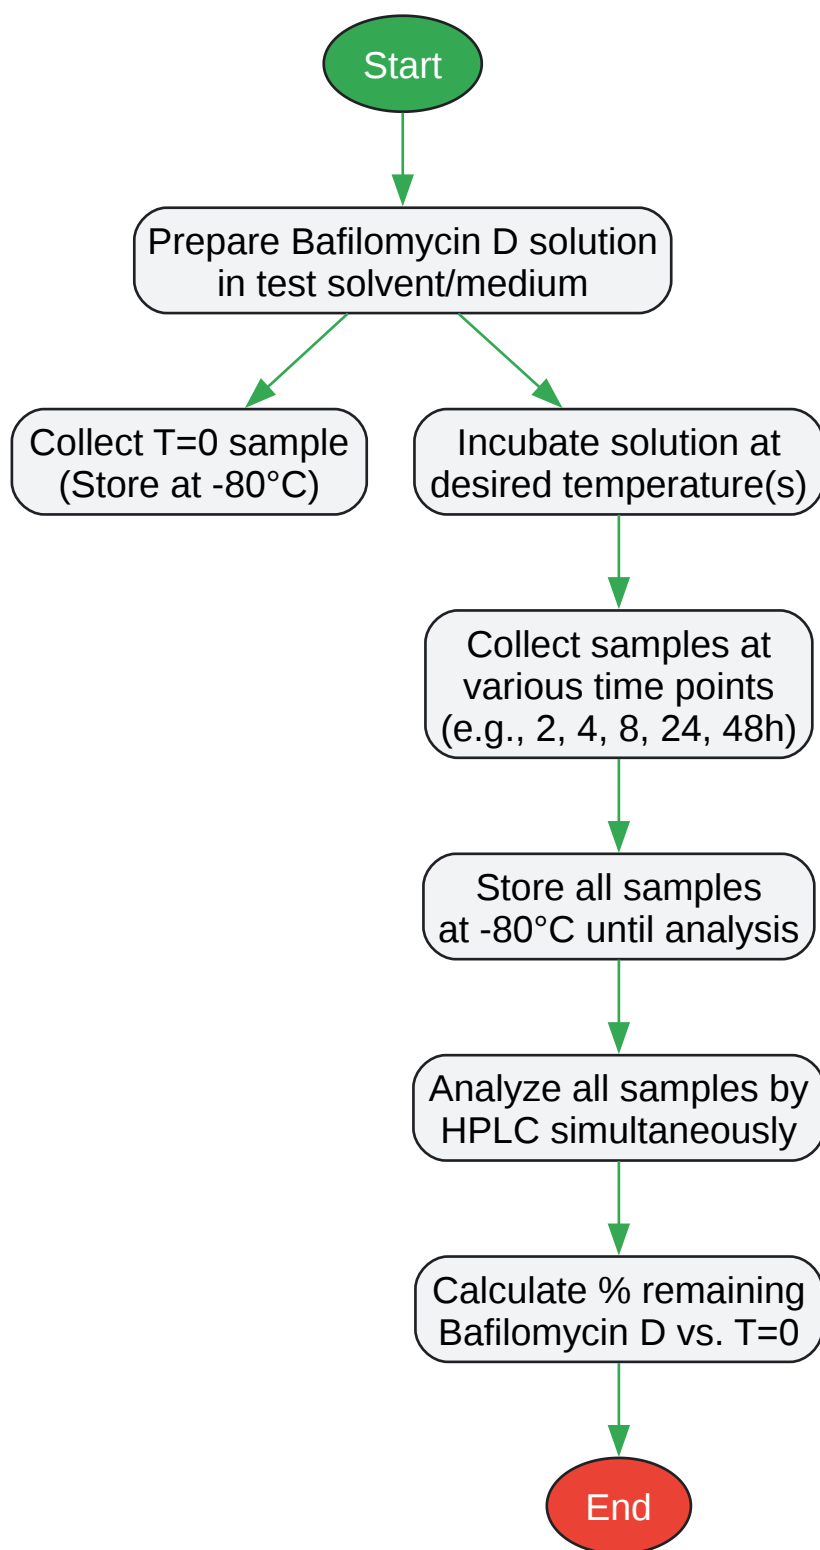 Start
Prepare Bafilomycin D solution
in test solvent/medium
Collect T=0 sample
(Store at -80°C)
Incubate solution at
desired temperature(s)
Collect samples at
various time points
(e.g., 2, 4, 8, 24, 48h)
Store all samples
at -80°C until analysis
Analyze all samples by
HPLC simultaneously
Calculate % remaining
Bafilomycin D vs. T=0
End